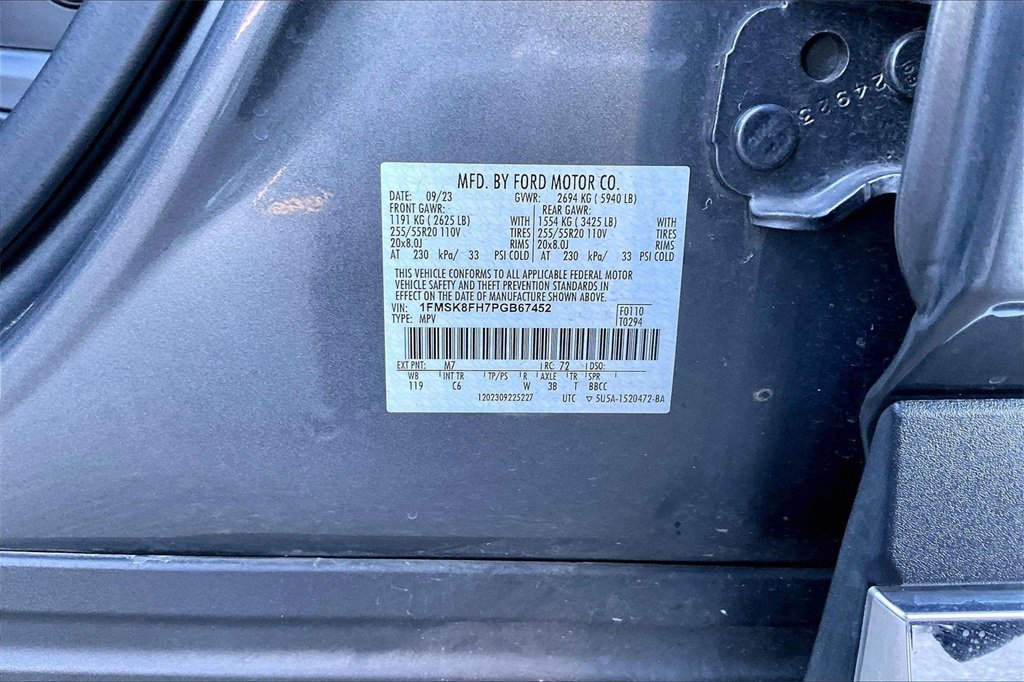 24923
MFD. BY FORD MOTOR CO.
DATE: 09/23 GVWR: 2694 KG ( 5940 LB)
FRONT GAWR: REAR GAWR:
1191 KG ( 2625 LB) WITH 1554 KG ( 3425 LB) WITH
255/55R20 110V TIRES 255/55R20 110V TIRES
20x8.0J RIMS 20x8.0J RIMS
AT 230 kPa/ 33 PSI COLD AT 230 kPa/ 33 PSI COLD
THIS VEHICLE CONFORMS TO ALL APPLICABLE FEDERAL MOTOR
VEHICLE SAFETY AND THEFT PREVENTION STANDARDS IN
EFFECT ON THE DATE OF MANUFACTURE SHOWN ABOVE.
VIN: 1FMSK8FH7PGB67452 F0110
TYPE: MPV T0294
EXT PNT: M7 RC: 72 DSO:
WB INT TR TP/PS R AXLE TR SPR
119 C6 W 3B T BBCC
1202309225227 UTC ▽ 5U5A-1520472-BA